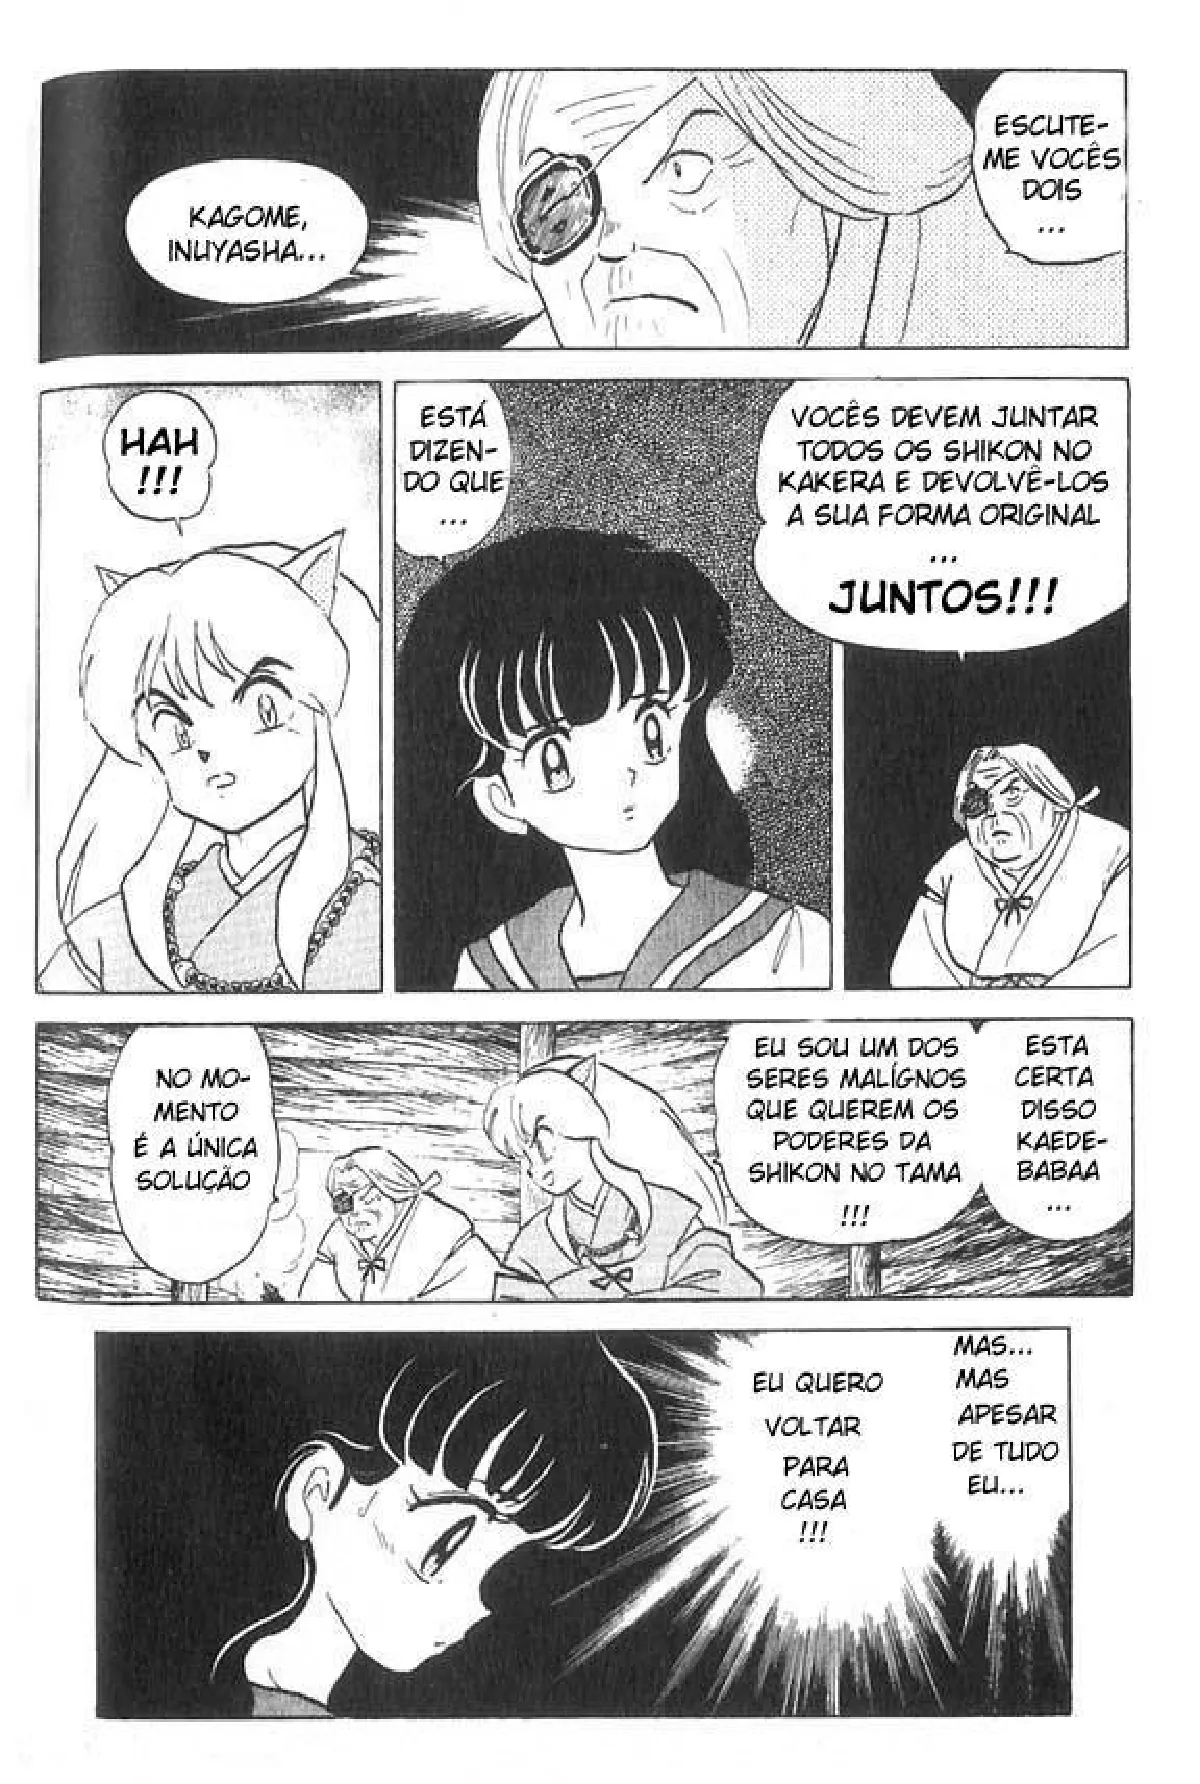 ESCUTE-
ME VOCÊS
DOIS
...
KAGOME,
INUYASHA...
VOCÊS DEVEM JUNTAR
TODOS OS SHIKON NO
KAKERA E DEVOLVÊ-LOS
A SUA FORMA ORIGINAL
...
JUNTOS!!!
ESTÁ
DIZEN-
DO QUE
...
HAH
!!!
ESTA
CERTA
DISSO
KAEDE-
BABAA
...
EU SOU UM DOS
SERES MALÍGNOS
QUE QUEREM OS
PODERES DA
SHIKON NO TAMA
!!!
NO MO-
MENTO
É A ÚNICA
SOLUÇÃO
MAS...
MAS
APESAR
DE TUDO
EU...
EU QUERO
VOLTAR
PARA
CASA
!!!